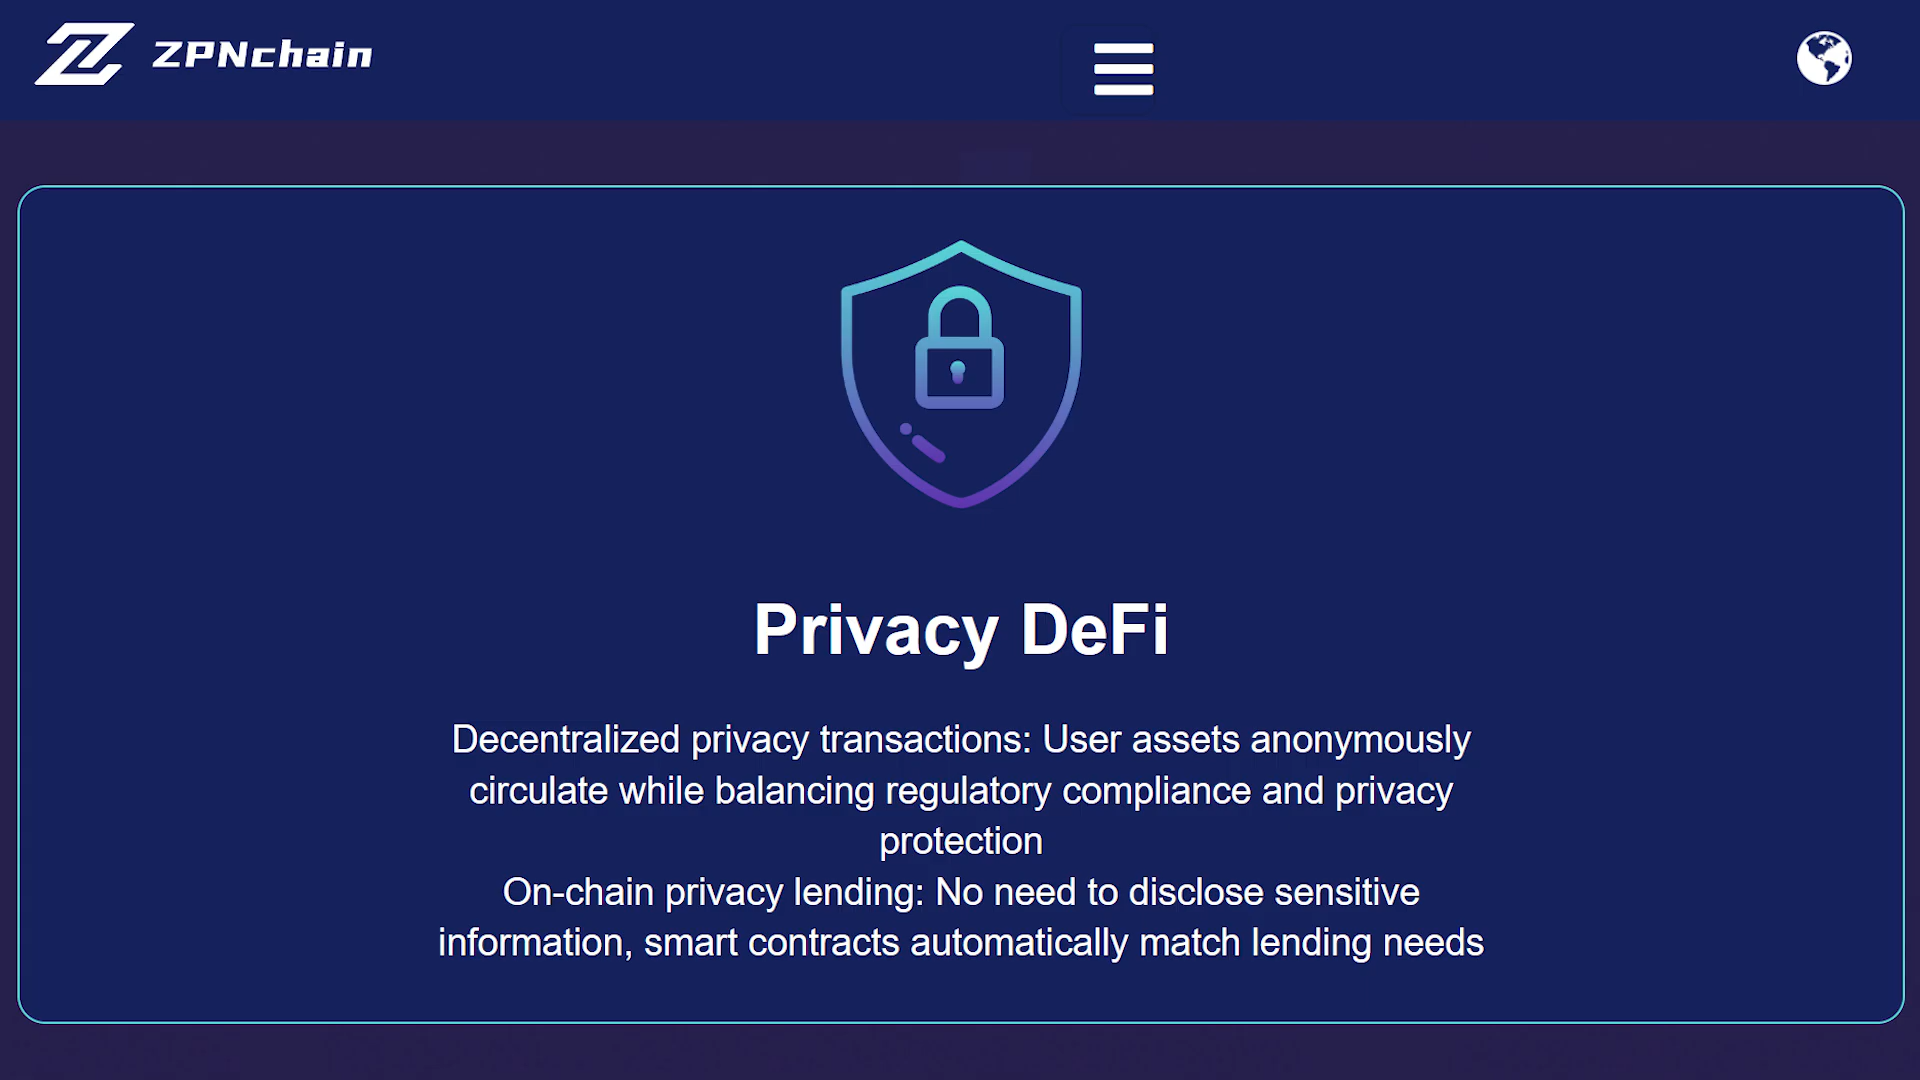 ZPNchain
Privacy DeFi
Decentralized privacy transactions: User assets anonymously
circulate while balancing regulatory compliance and privacy
protection
On-chain privacy lending: No need to disclose sensitive
information, smart contracts automatically match lending needs